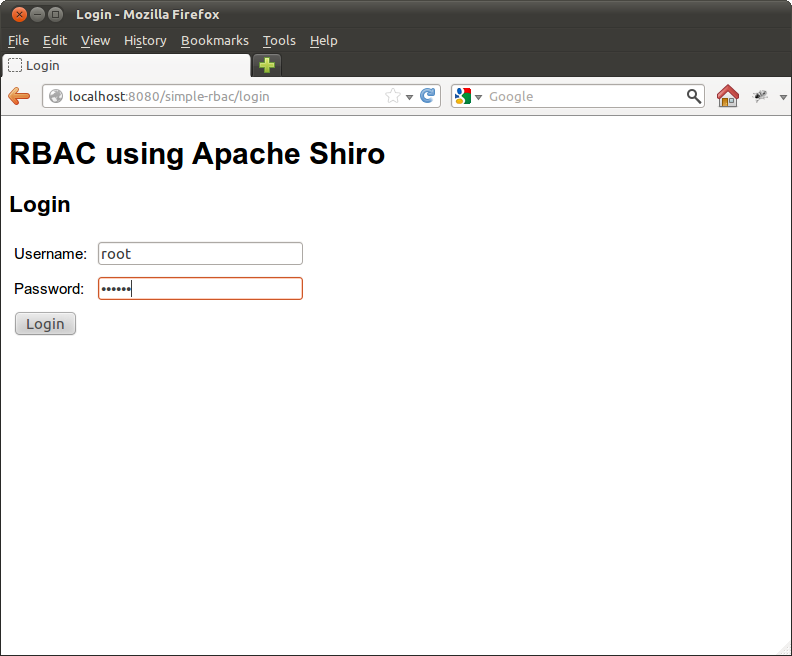 Login - Mozilla Firefox
File Edit View History Bookmarks Tools Help
Login
localhost:8080/simple-rbac/login Google
RBAC using Apache Shiro
Login
Username: root
Password: ••••••
Login